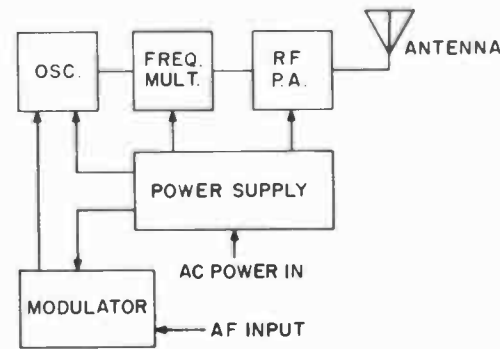 OSC.
FREQ.
MULT.
RF
P.A.
ANTENNA
POWER SUPPLY
AC POWER IN
MODULATOR
AF INPUT